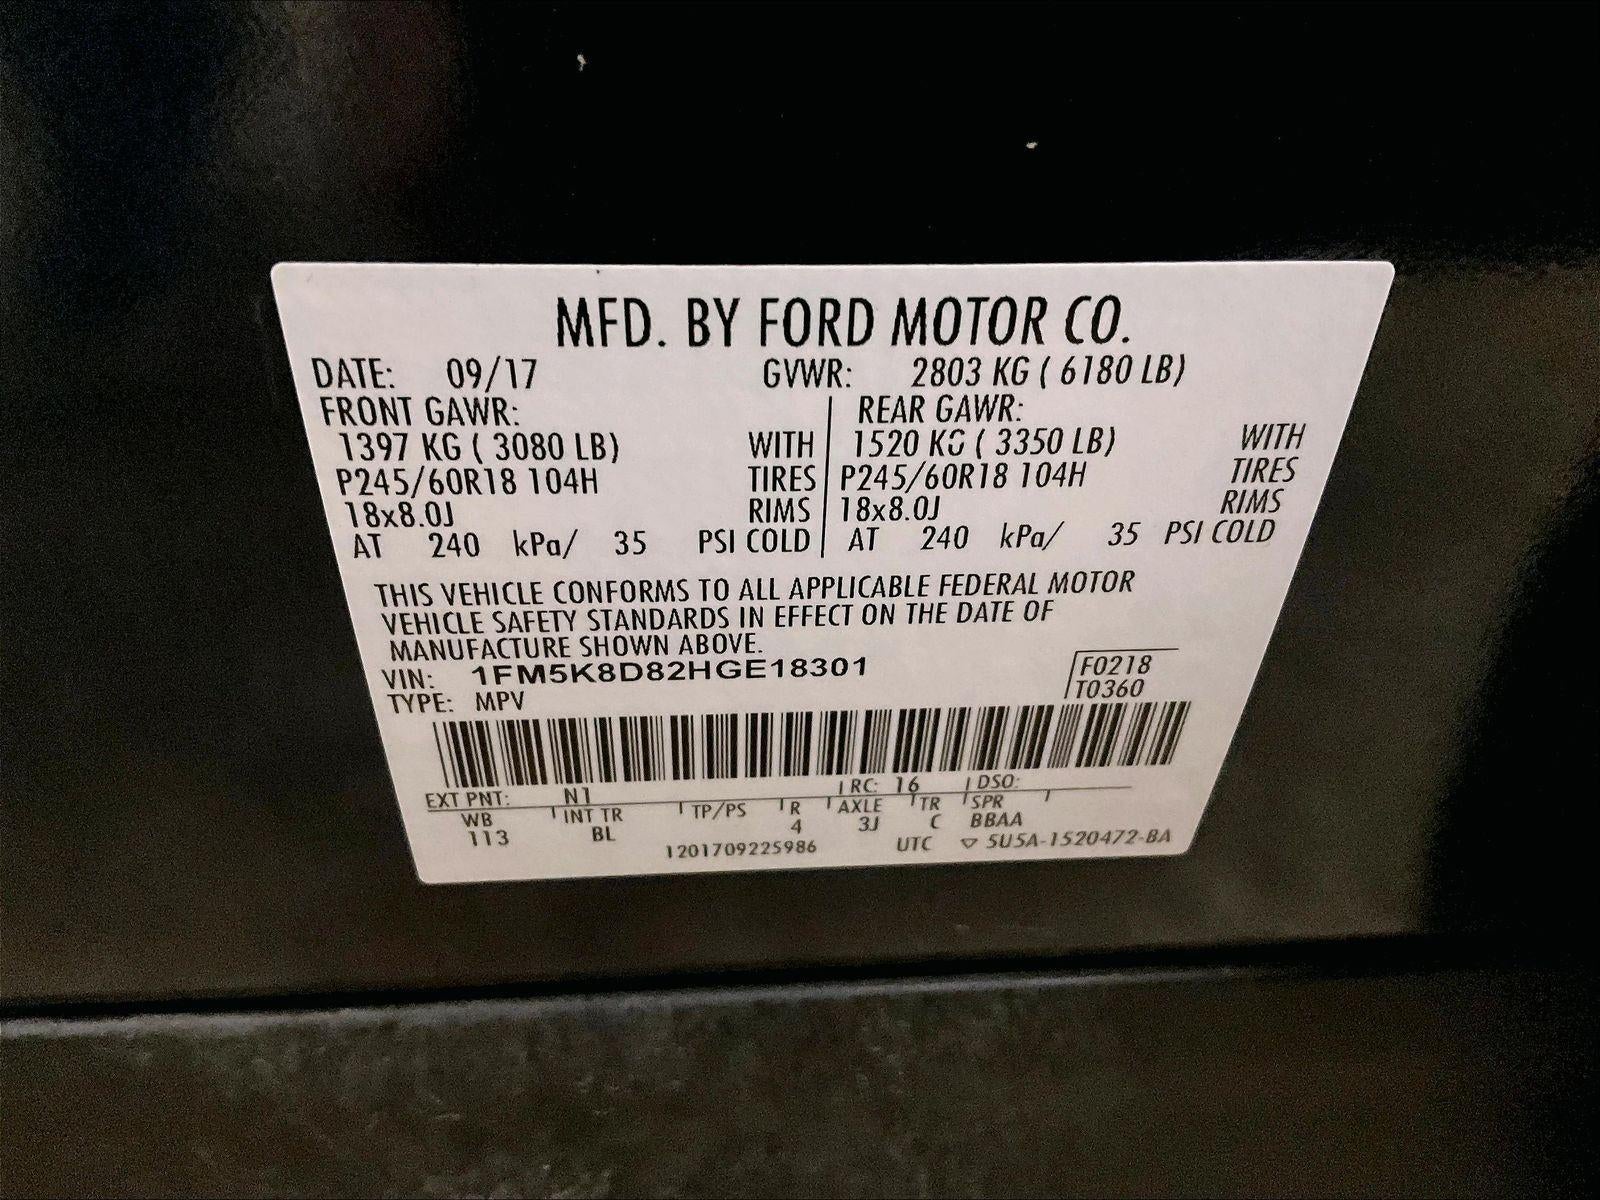 MFD. BY FORD MOTOR CO.
DATE: 09/17 GVWR: 2803 KG ( 6180 LB)
FRONT GAWR: REAR GAWR:
1397 KG ( 3080 LB) WITH 1520 KG ( 3350 LB) WITH
P245/60R18 104H TIRES P245/60R18 104H TIRES
18x8.0J RIMS 18x8.0J RIMS
AT 240 kPa/ 35 PSI COLD AT 240 kPa/ 35 PSI COLD
THIS VEHICLE CONFORMS TO ALL APPLICABLE FEDERAL MOTOR
VEHICLE SAFETY STANDARDS IN EFFECT ON THE DATE OF
MANUFACTURE SHOWN ABOVE.
VIN: 1FM5K8D82HGE18301 F0218
TYPE: MPV T0360
EXT PNT: N1 RC: 16 DSO:
WB INT TR TP/PS R AXLE TR SPR
113 BL 4 3J C BBAA
1201709225986 UTC ▽ 5U5A-1520472-BA